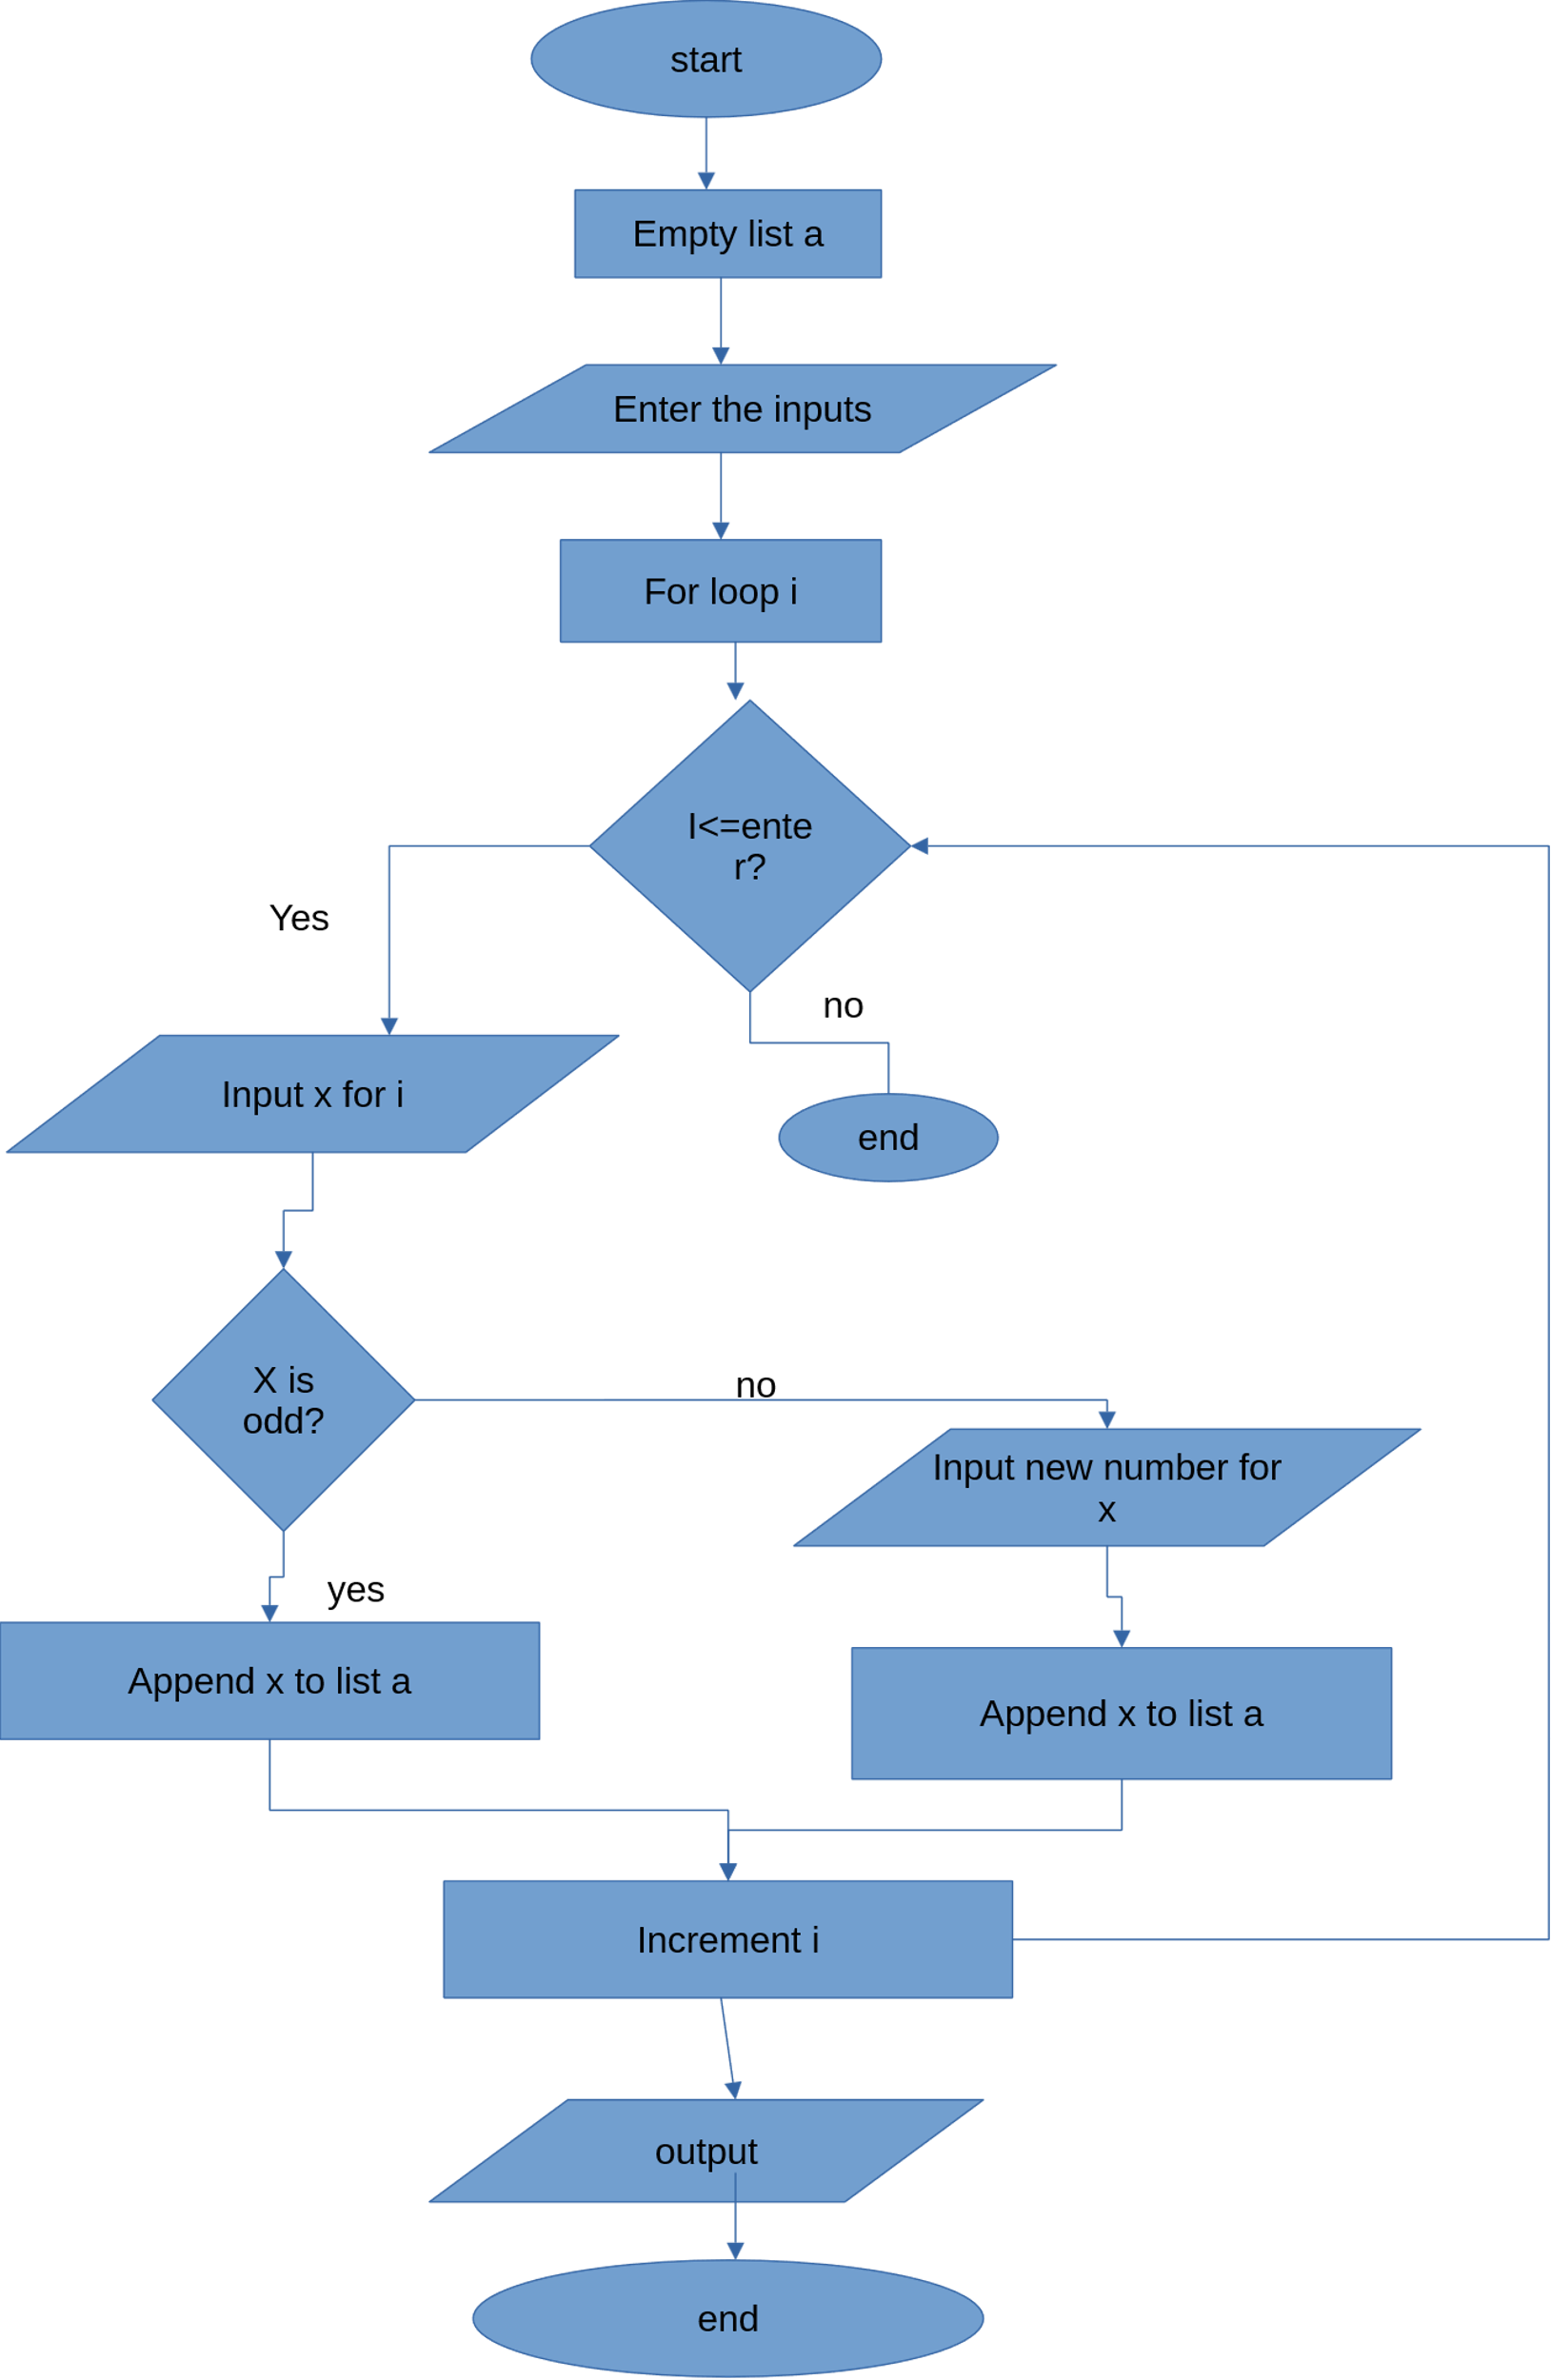 start
Empty list a
Enter the inputs
For loop i
I<=ente
r?
Yes
no
Input x for i
end
X is
odd?
no
Input new number for
x
yes
Append x to list a
Append x to list a
Increment i
output
end